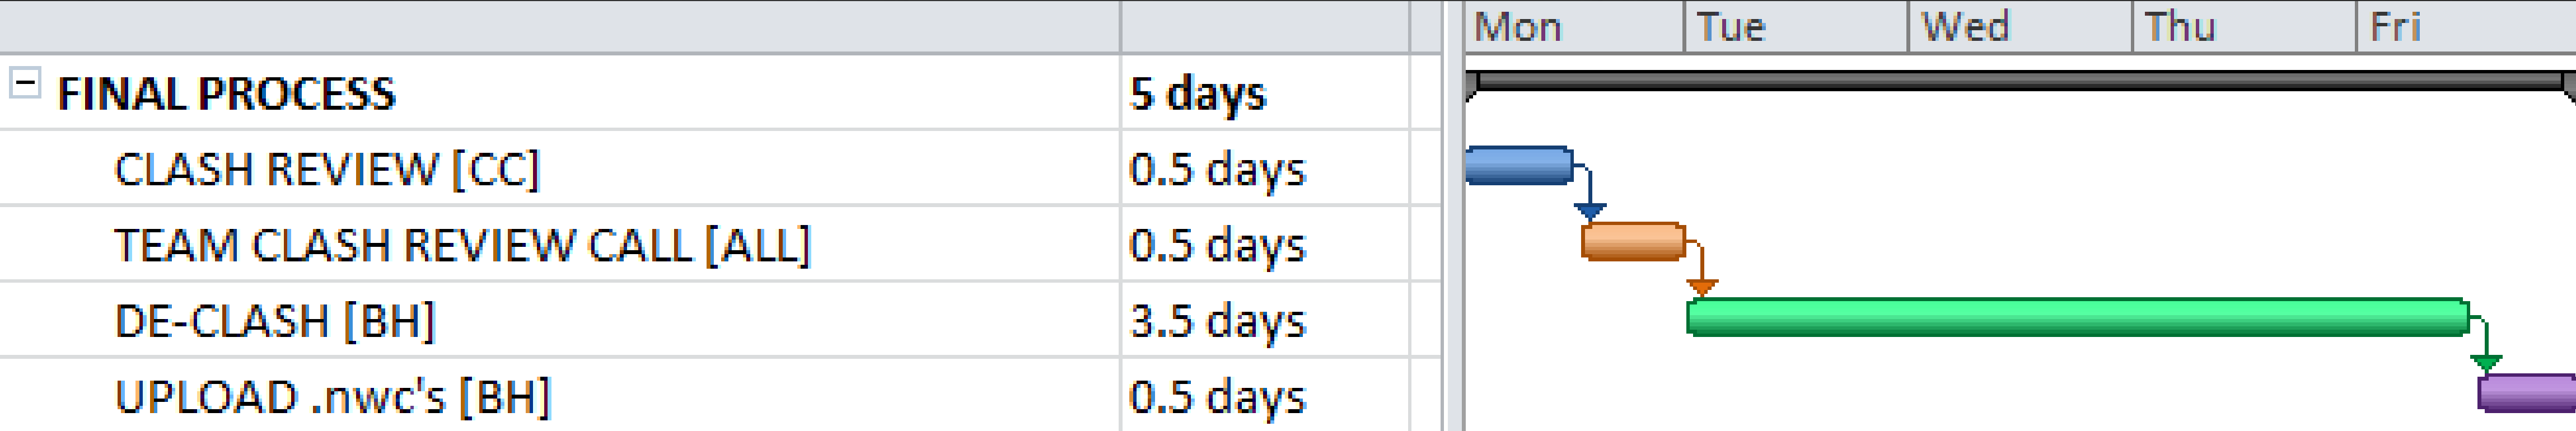 Mon Tue Wed Thu Fri
FINAL PROCESS 5 days
CLASH REVIEW [CC] 0.5 days
TEAM CLASH REVIEW CALL [ALL] 0.5 days
DE-CLASH [BH] 3.5 days
UPLOAD .nwc's [BH] 0.5 days